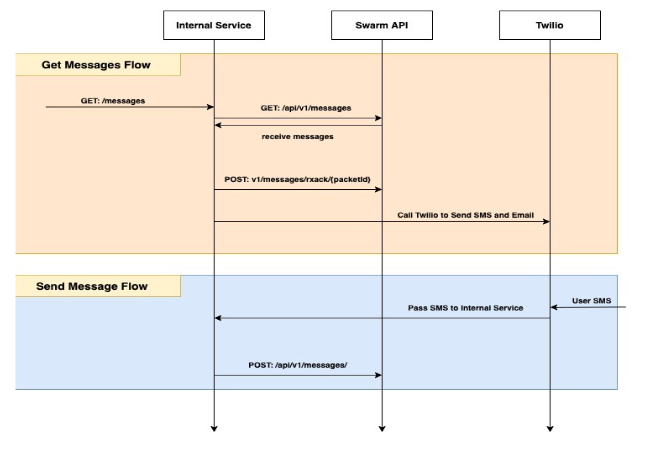 Internal Service
Swarm API
Twilio
Get Messages Flow
GET: /messages
GET: /api/v1/messages
receive messages
POST: v1/messages/rxack/{packetId}
Call Twilio to Send SMS and Email
Send Message Flow
User SMS
Pass SMS to Internal Service
POST: /api/v1/messages/